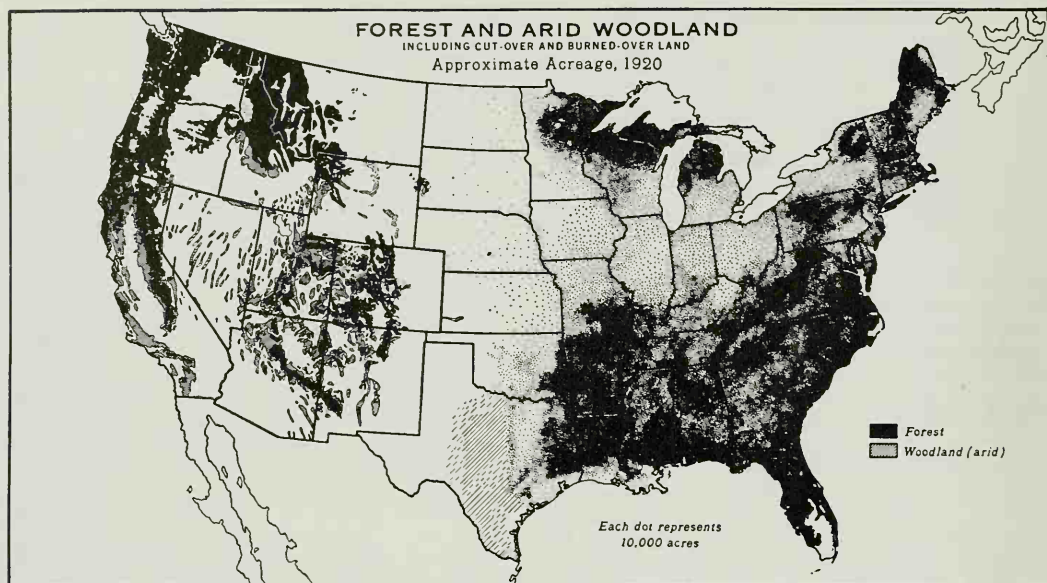 FOREST AND ARID WOODLAND
INCLUDING CUT-OVER AND BURNED-OVER LAND
Approximate Acreage, 1920
Forest
Woodland (arid)
Each dot represents
10,000 acres